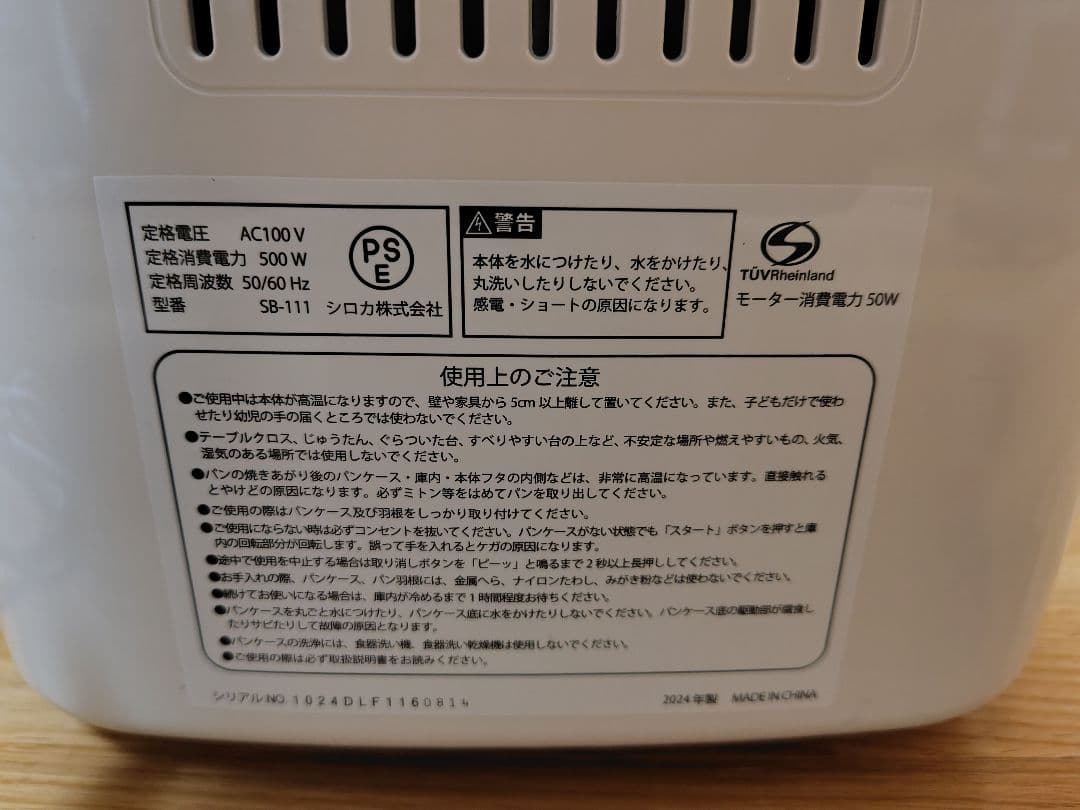 定格電圧 AC100 V
定格消費電力 500 W
定格周波数 50/60 Hz
型番 SB-111
PS
E
シロカ株式会社
警告
本体を水につけたり、水をかけたり、
丸洗いしたりしないでください。
感電・ショートの原因になります。
TÜVRheinland
モーター消費電力 50W
使用上のご注意
●ご使用中は本体が高温になりますので、壁や家具から 5cm 以上離して置いてください。また、子どもだけで使わ
せたり幼児の手の届くところでは使わないでください。
●テーブルクロス、じゅうたん、ぐらついた台、すべりやすい台の上など、不安定な場所や燃えやすいもの、火気、
湿気のある場所では使用しないでください。
●パンの焼きあがり後のパンケース・庫内・本体フタの内側などは、非常に高温になっています。直接触れる
とやけどの原因になります。必ずミトン等をはめてパンを取り出してください。
●ご使用の際はパンケース及び羽根をしっかり取り付けてください。
●ご使用にならない時は必ずコンセントを抜いてください。パンケースがない状態でも「スタート」ボタンを押すと庫
内の回転部分が回転します。誤って手を入れるとケガの原因になります。
●途中で使用を中止する場合は取り消しボタンを「ピーッ」と鳴るまで 2 秒以上長押ししてください。
●お手入れの際、パンケース、パン羽根には、金属へら、ナイロンたわし、みがき粉などは使わないでください。
●続けてお使いになる場合は、庫内が冷めるまで 1 時間程度お待ちください。
●パンケースを丸ごと水につけたり、パンケース底に水をかけたりしないでください。パンケース底の駆動部が腐食し
たりサビたりして故障の原因となります。
●パンケースの洗浄には、食器洗い機、食器洗い乾燥機は使用しないでください。
●ご使用の際は必ず取扱説明書をお読みください。
シリアルNO. 1024DLF1160814
2024 年製 MADE IN CHINA